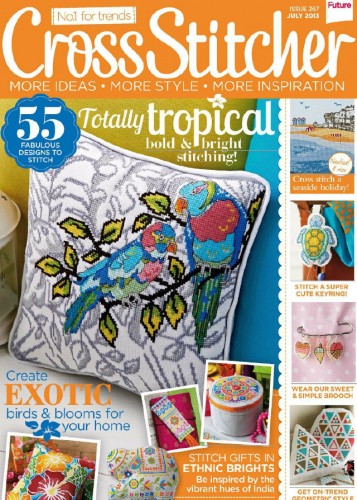 No.1 for trends
ISSUE 267
JULY 2013
Future
CrossStitcher
MORE IDEAS • MORE STYLE • MORE INSPIRATION
55
FABULOUS
DESIGNS TO
STITCH
Totally tropical
bold & bright
stitching!
Cross stitch a
seaside holiday!
STITCH A SUPER
CUTE KEYRING!
WEAR OUR SWEET
& SIMPLE BROOCH
Create
EXOTIC
birds & blooms for
your home
STITCH GIFTS IN
ETHNIC BRIGHTS
Be inspired by the
vibrant hues of India
GET ON-TREND
GEOMETRIC STYLE